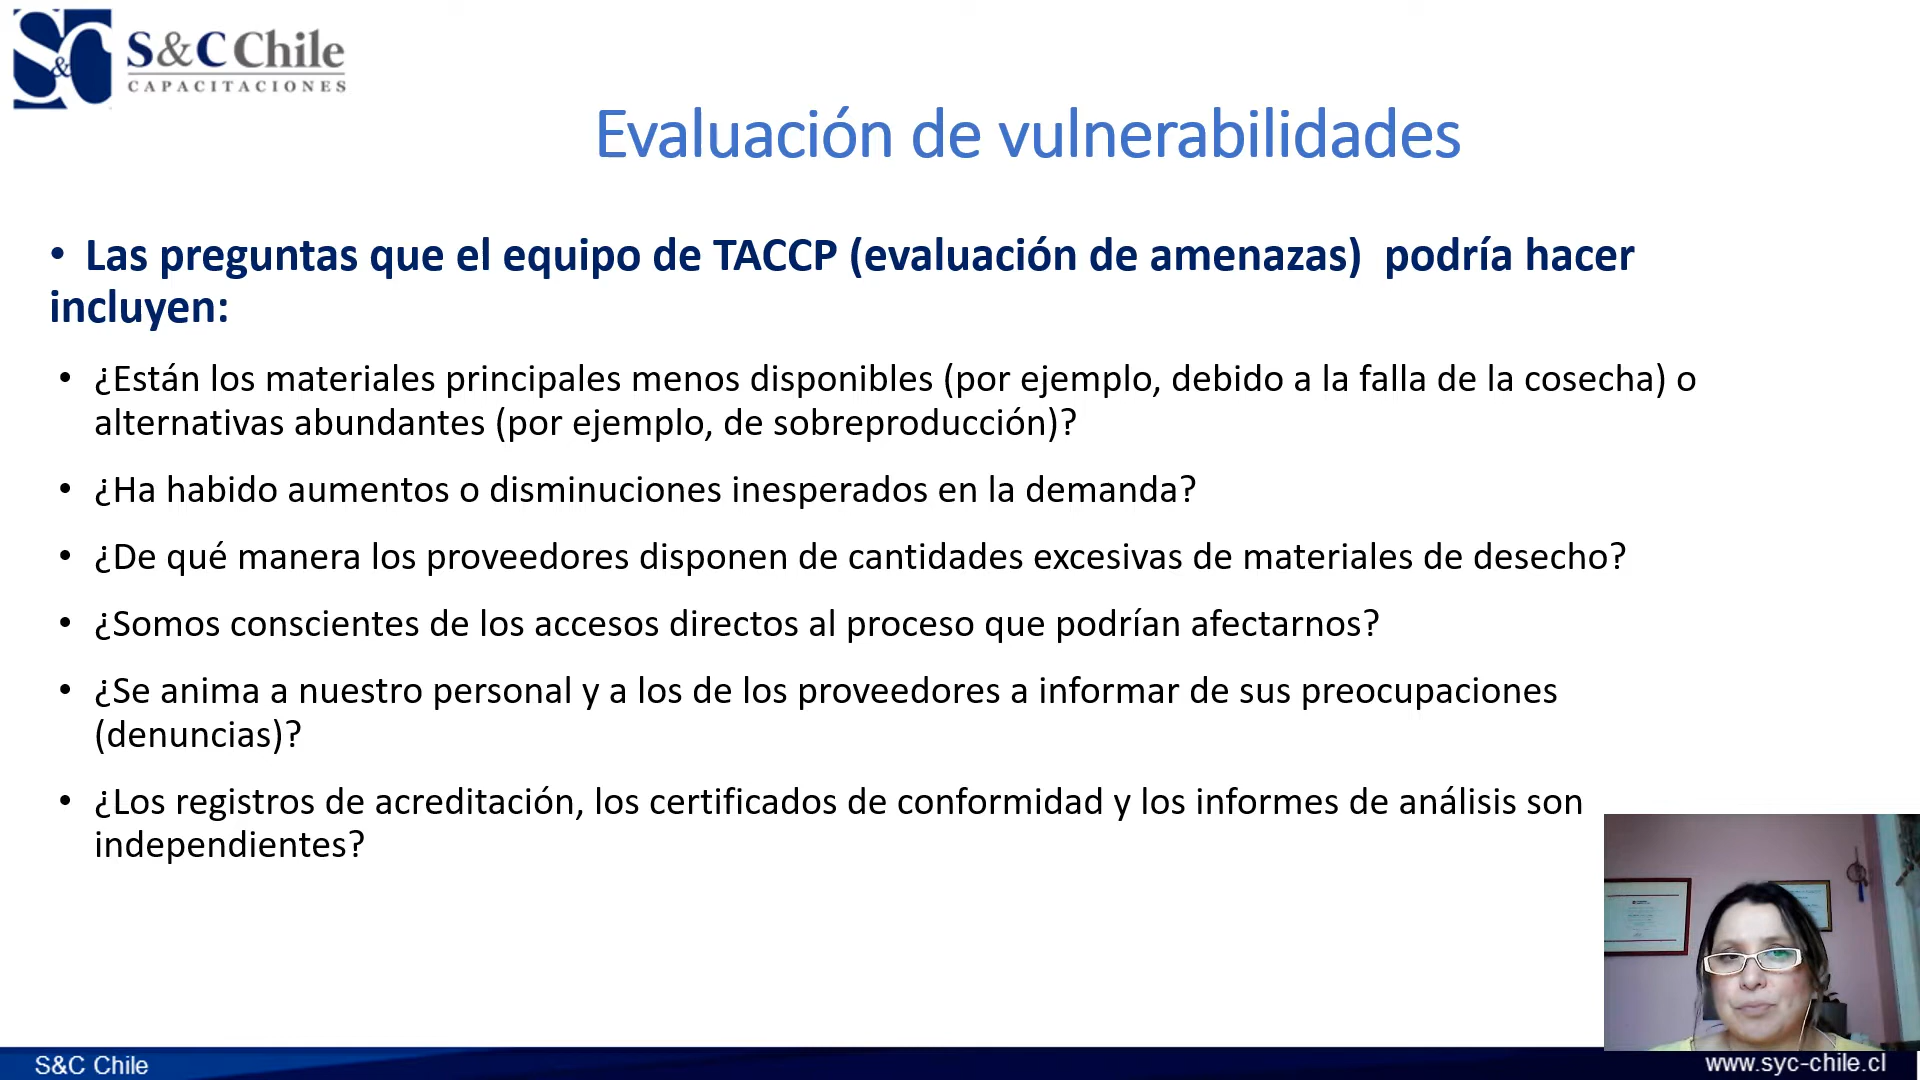 S&C Chile
CAPACITACIONES
Evaluación de vulnerabilidades
• Las preguntas que el equipo de TACCP (evaluación de amenazas) podría hacer
incluyen:
• ¿Están los materiales principales menos disponibles (por ejemplo, debido a la falla de la cosecha) o
alternativas abundantes (por ejemplo, de sobreproducción)?
• ¿Ha habido aumentos o disminuciones inesperados en la demanda?
• ¿De qué manera los proveedores disponen de cantidades excesivas de materiales de desecho?
• ¿Somos conscientes de los accesos directos al proceso que podrían afectarnos?
• ¿Se anima a nuestro personal y a los de los proveedores a informar de sus preocupaciones
(denuncias)?
• ¿Los registros de acreditación, los certificados de conformidad y los informes de análisis son
independientes?
S&C Chile
www.syc-chile.cl